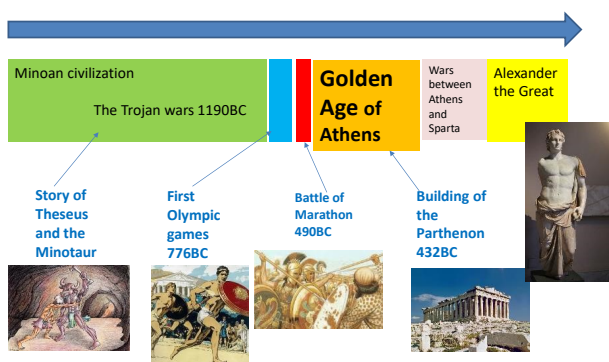 Minoan civilization
The Trojan wars 1190BC
Golden
Age of
Athens
Wars
between
Athens
and
Sparta
Alexander
the Great
Story of
Theseus
and the
Minotaur
First
Olympic
games
776BC
Battle of
Marathon
490BC
Building of
the
Parthenon
432BC